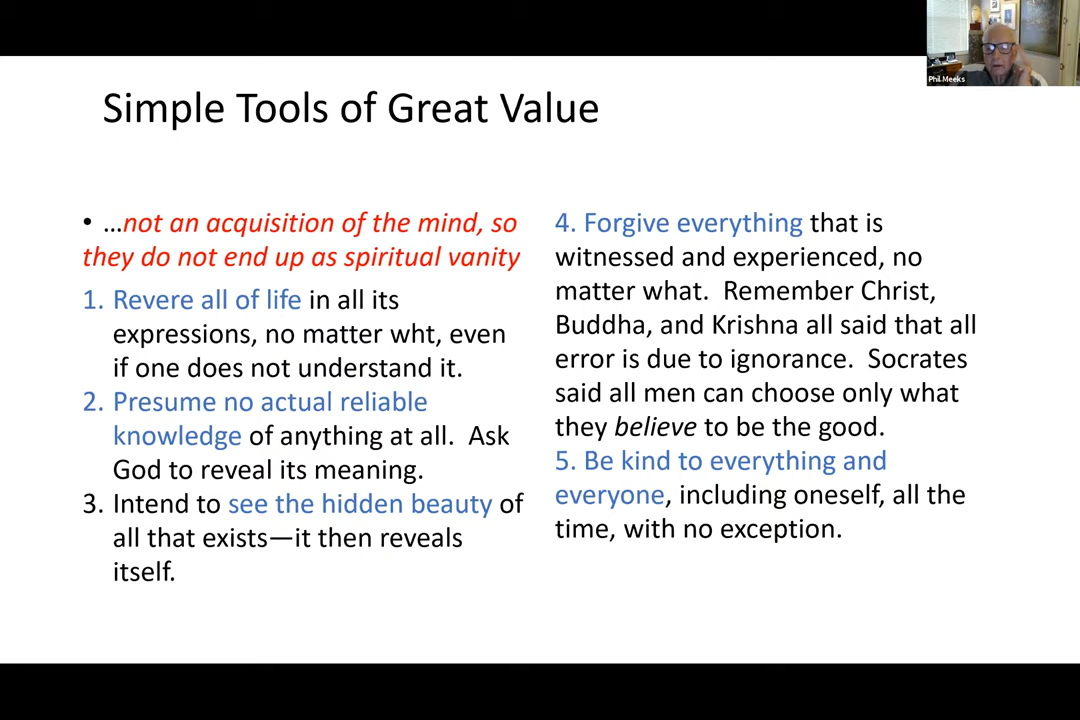 Simple Tools of Great Value
• …not an acquisition of the mind, so
they do not end up as spiritual vanity
1. Revere all of life in all its
expressions, no matter wht, even
if one does not understand it.
2. Presume no actual reliable
knowledge of anything at all.  Ask
God to reveal its meaning.
3. Intend to see the hidden beauty of
all that exists—it then reveals
itself.
4. Forgive everything that is
witnessed and experienced, no
matter what.  Remember Christ,
Buddha, and Krishna all said that all
error is due to ignorance.  Socrates
said all men can choose only what
they believe to be the good.
5. Be kind to everything and
everyone, including oneself, all the
time, with no exception.
Phil Meeks